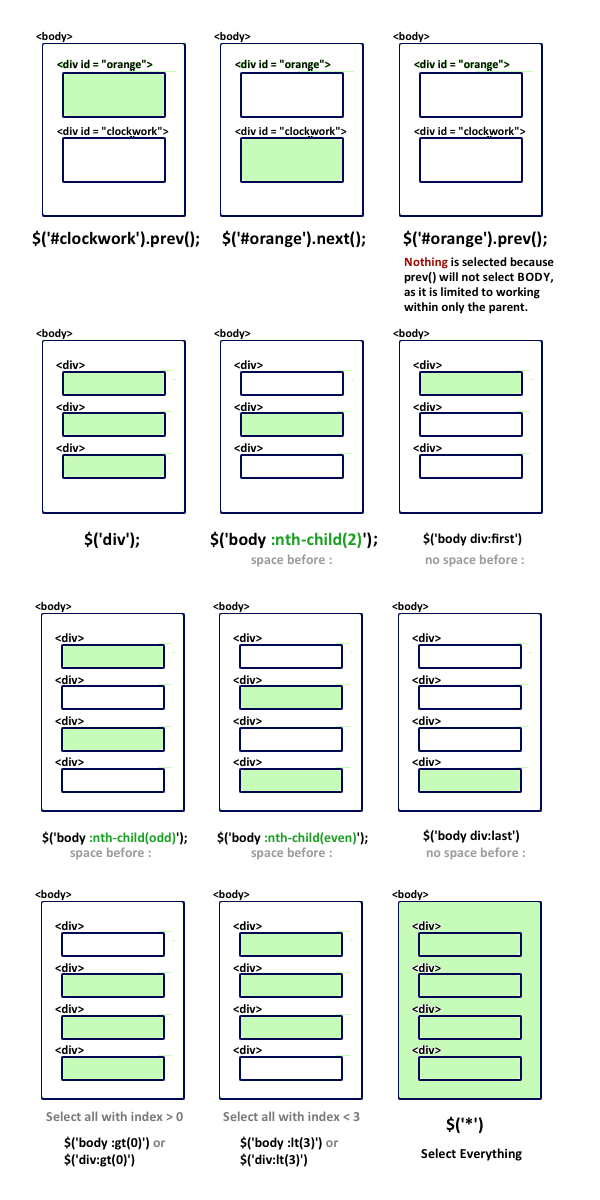 <body> <body> <body>
<div id = "orange"> <div id = "orange"> <div id = "orange">
<div id = "clockwork"> <div id = "clockwork"> <div id = "clockwork">
$('#clockwork').prev(); $('#orange').next(); $('#orange').prev();
Nothing is selected because
prev() will not select BODY,
as it is limited to working
within only the parent.
<body> <body> <body>
<div> <div> <div>
<div> <div> <div>
<div> <div> <div>
$('div'); $('body :nth-child(2)'); $('body div:first')
space before : no space before :
<body> <body> <body>
<div> <div> <div>
<div> <div> <div>
<div> <div> <div>
<div> <div> <div>
$('body :nth-child(odd)'); $('body :nth-child(even)'); $('body div:last')
space before : space before : no space before :
<body> <body> <body>
<div> <div> <div>
<div> <div> <div>
<div> <div> <div>
<div> <div> <div>
Select all with index > 0 Select all with index < 3 $('*')
$('body :gt(0)') or $('body :lt(3)') or Select Everything
$('div:gt(0)') $('div:lt(3)')